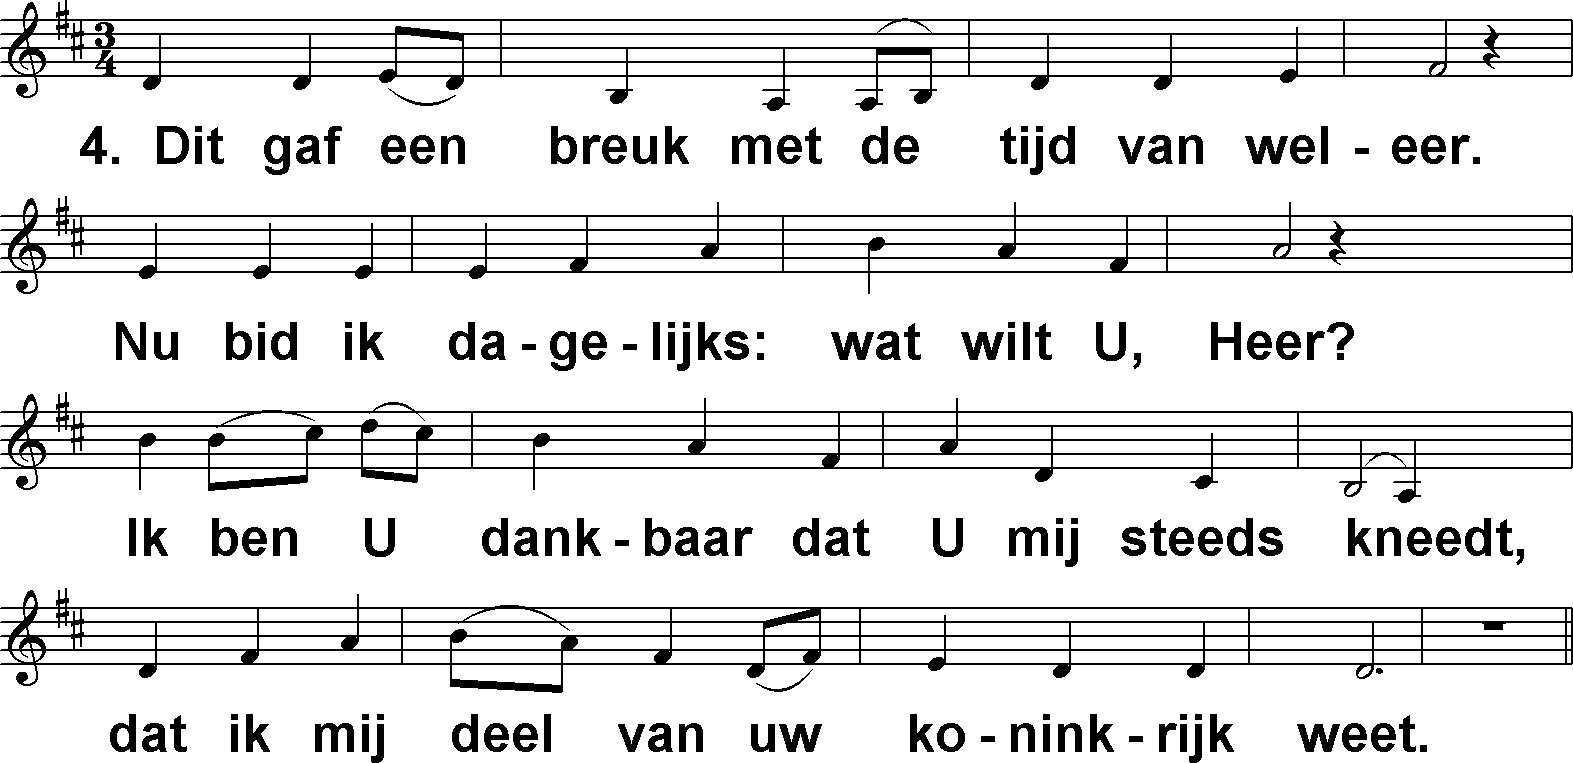 4. Dit gaf een breuk met de tijd van wel - eer.
Nu bid ik da - ge - lijks: wat wilt U, Heer?
Ik ben U dank - baar dat U mij steeds kneedt,
dat ik mij deel van uw ko - nink - rijk weet.